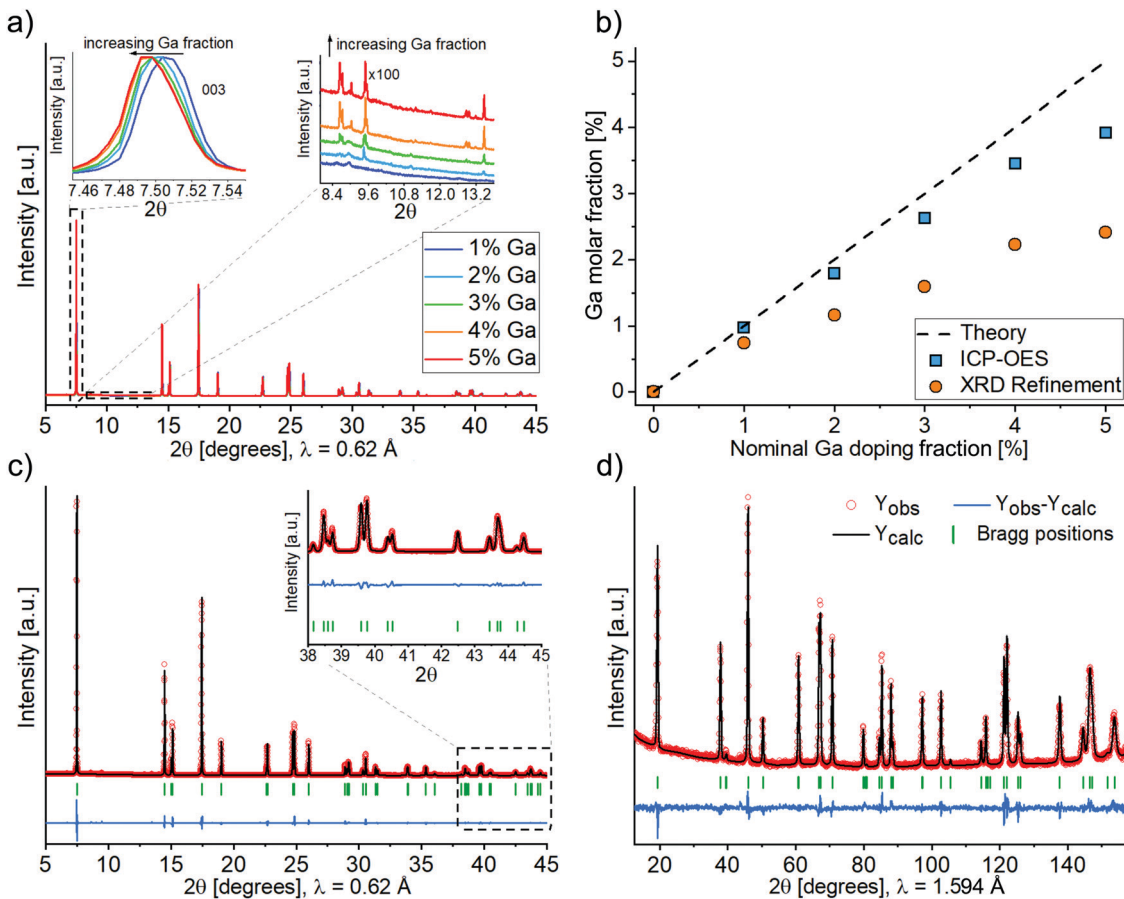 a)
increasing Ga fraction
Intensity [a.u.]
003
7.46 7.48 7.50 7.52 7.54
2θ
increasing Ga fraction
x100
Intensity [a.u.]
8.4 9.6 10.8 12.0 13.2
2θ
Intensity [a.u.]
1% Ga
2% Ga
3% Ga
4% Ga
5% Ga
5 10 15 20 25 30 35 40 45
2θ [degrees], λ = 0.62 Å
b)
Ga molar fraction [%]
5
4
3
2
1
0
Theory
ICP-OES
XRD Refinement
0 1 2 3 4 5
Nominal Ga doping fraction [%]
c)
Intensity [a.u.]
Intensity [a.u.]
38 39 40 41 42 43 44 45
2θ
5 10 15 20 25 30 35 40 45
2θ [degrees], λ = 0.62 Å
d)
Yobs
Yobs-Ycalc
Ycalc
Bragg positions
Intensity [a.u.]
20 40 60 80 100 120 140
2θ [degrees], λ = 1.594 Å